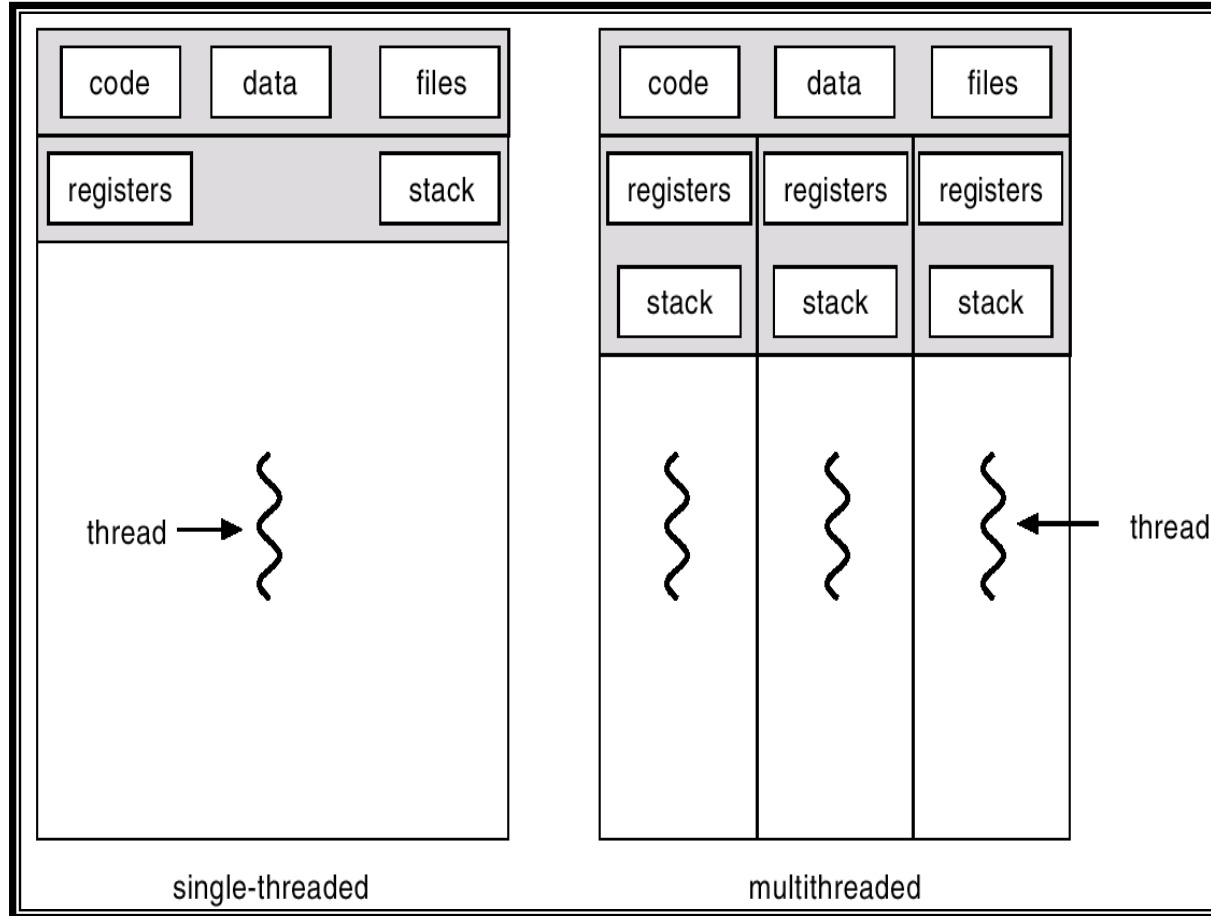 code data files
registers stack
thread
single-threaded
code data files
registers registers registers
stack stack stack
thread
multithreaded